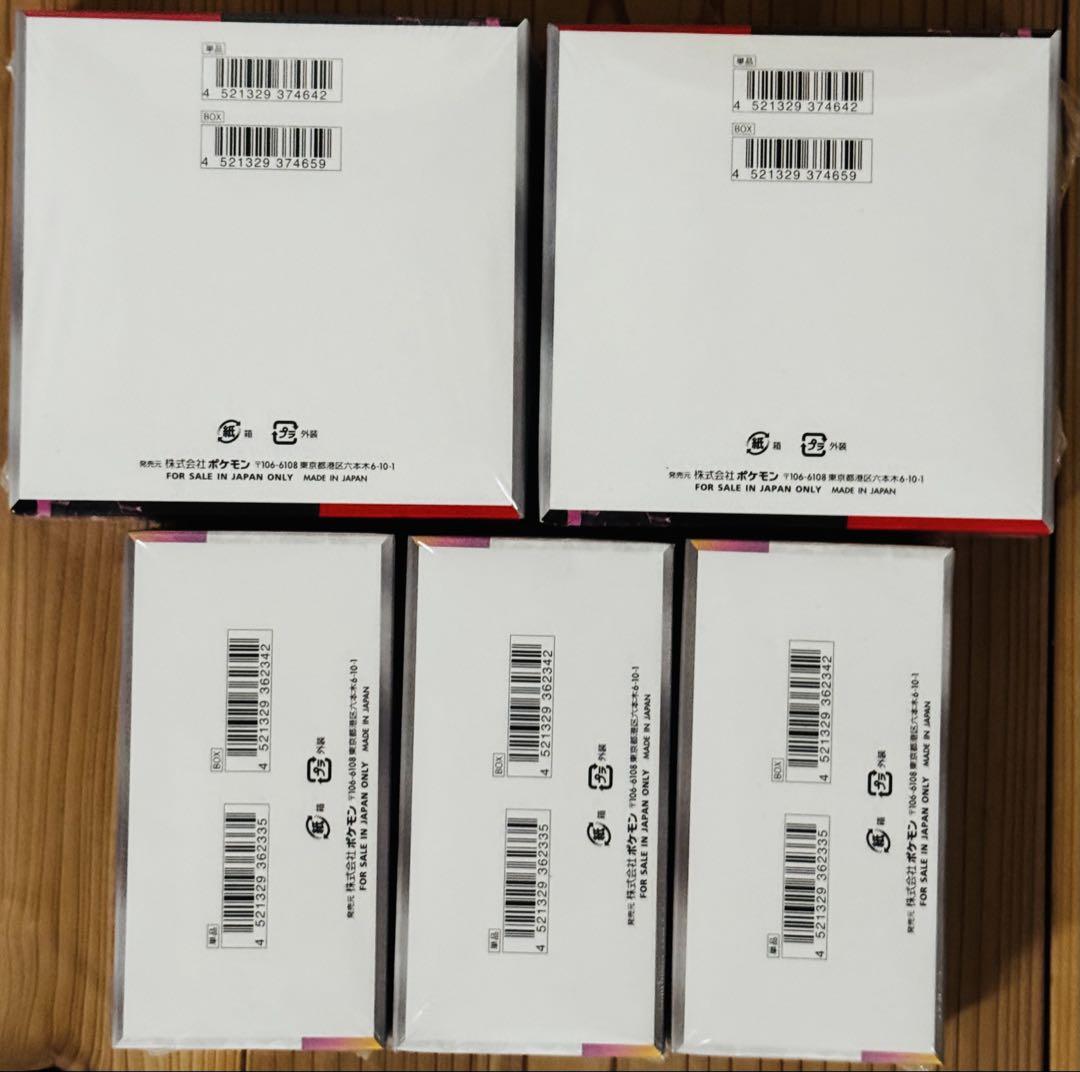 単品
4 521329 374642
BOX
4 521329 374659
紙 箱 プラ 外装
発売元 株式会社ポケモン 〒106-6108 東京都港区六本木6-10-1
FOR SALE IN JAPAN ONLY MADE IN JAPAN
単品
4 521329 374642
BOX
4 521329 374659
紙 箱 プラ 外装
発売元 株式会社ポケモン 〒106-6108 東京都港区六本木6-10-1
FOR SALE IN JAPAN ONLY MADE IN JAPAN
単品
4 521329 362335
BOX
4 521329 362342
紙 箱 プラ 外装
発売元 株式会社ポケモン 〒106-6108 東京都港区六本木6-10-1
FOR SALE IN JAPAN ONLY MADE IN JAPAN
単品
4 521329 362335
BOX
4 521329 362342
紙 箱 プラ 外装
発売元 株式会社ポケモン 〒106-6108 東京都港区六本木6-10-1
FOR SALE IN JAPAN ONLY MADE IN JAPAN
単品
4 521329 362335
BOX
4 521329 362342
紙 箱 プラ 外装
発売元 株式会社ポケモン 〒106-6108 東京都港区六本木6-10-1
FOR SALE IN JAPAN ONLY MADE IN JAPAN